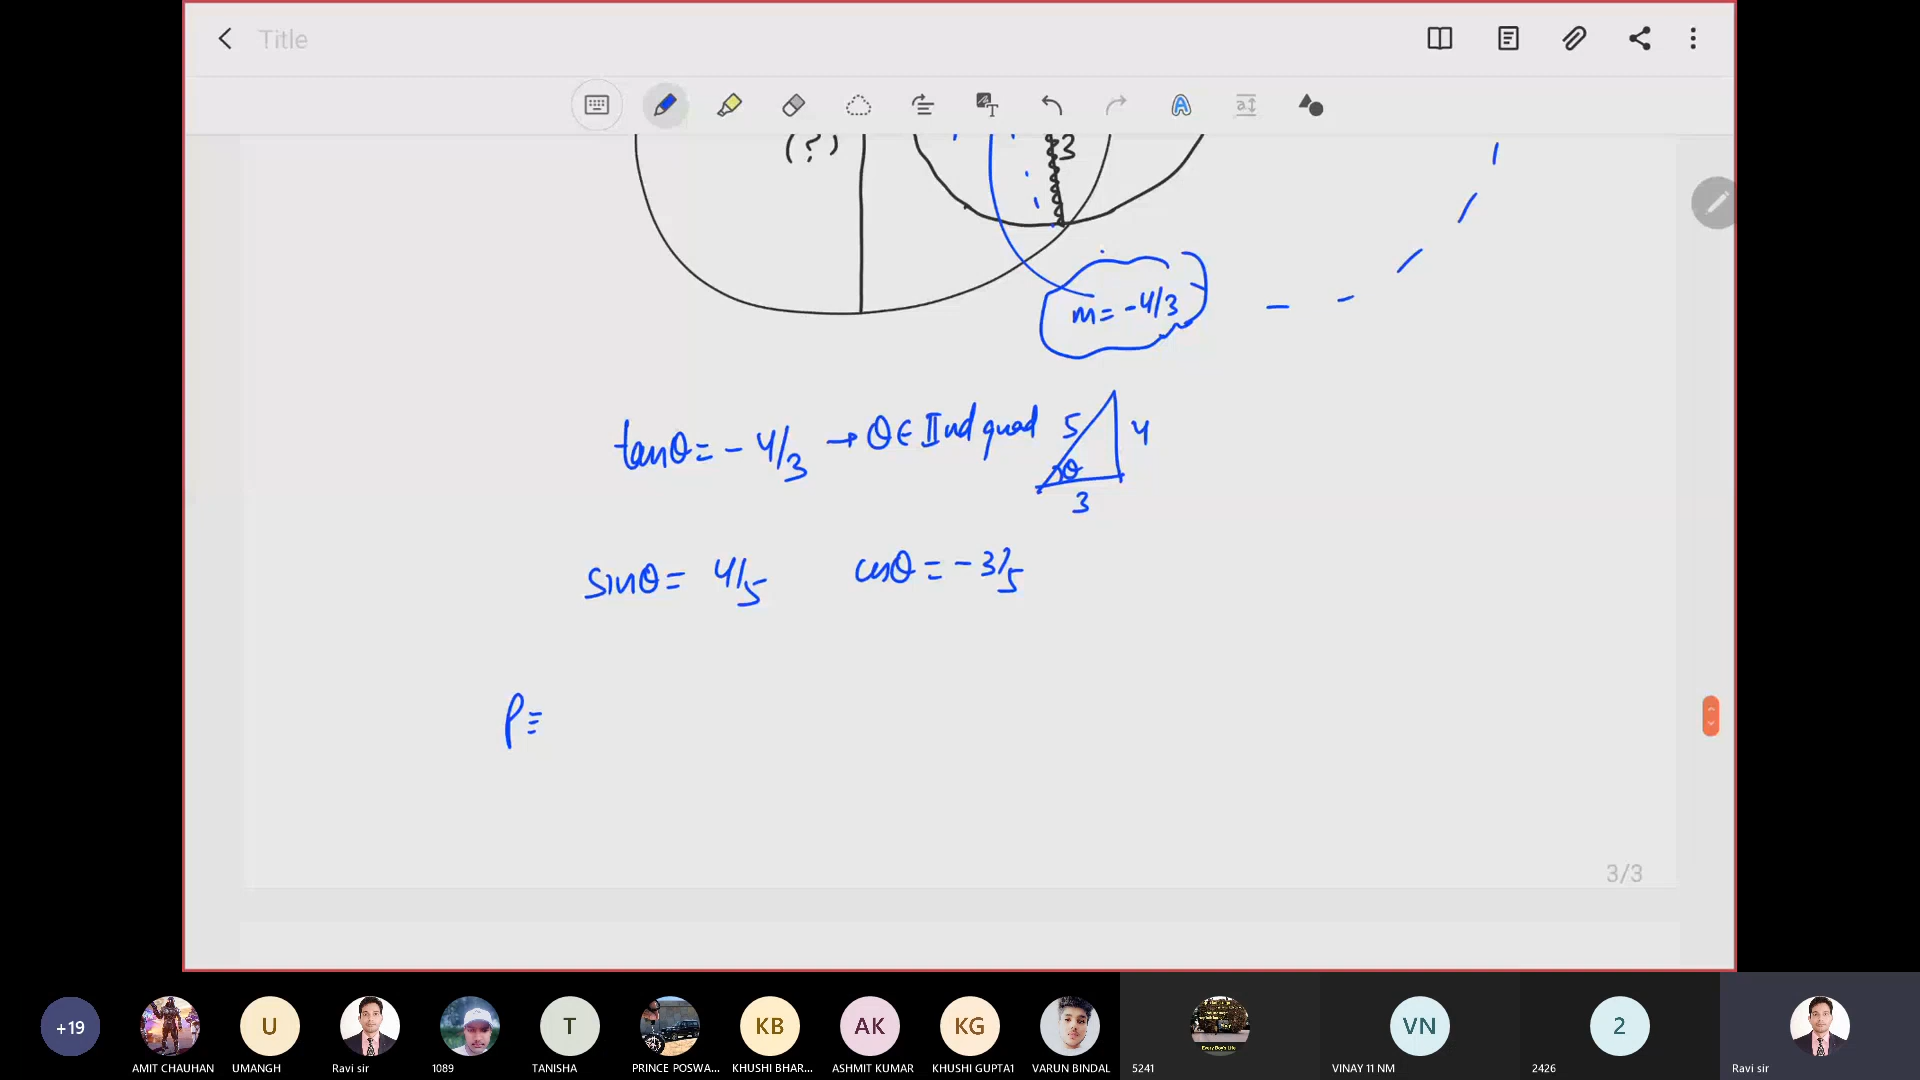 Title
(?)
3
m = -4/3
tanθ = - 4/3 → θ ∈ IInd quad 5 4
θ
3
sinθ = 4/5 cosθ = - 3/5
P ≡
3/3
+19 U T KB AK KG VN 2
AMIT CHAUHAN UMANGH Ravi sir 1089 TANISHA PRINCE POSWA... KHUSHI BHAR... ASHMIT KUMAR KHUSHI GUPTA1 VARUN BINDAL 5241 VINAY 11 NM 2426 Ravi sir